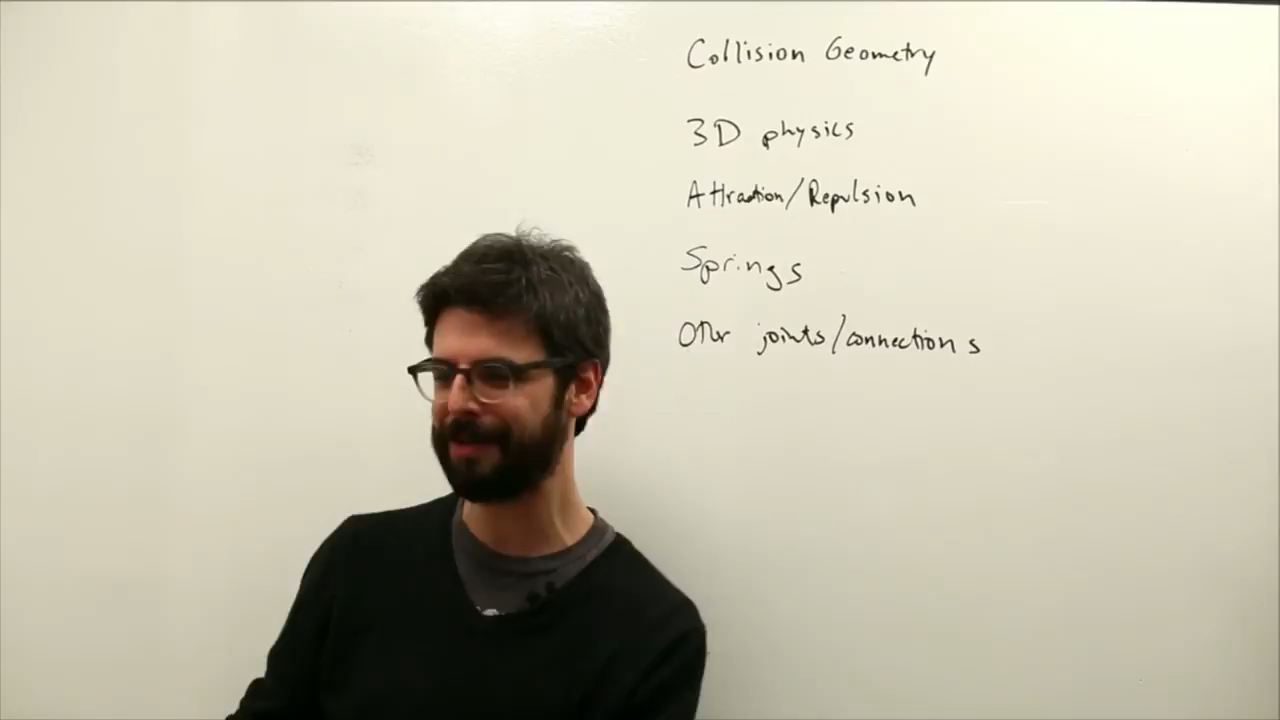 Collision Geometry
3D physics
Attraction/Repulsion
Springs
Other joints/connections